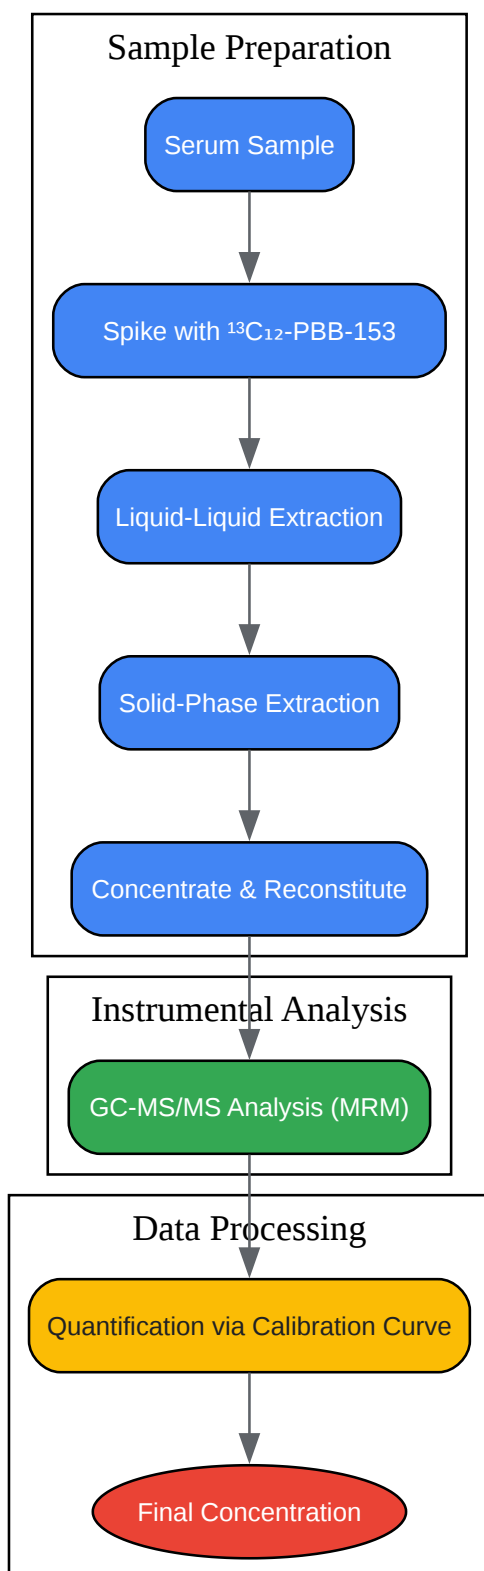 Sample Preparation
Serum Sample
Spike with ¹³C₁₂-PBB-153
Liquid-Liquid Extraction
Solid-Phase Extraction
Concentrate & Reconstitute
Instrumental Analysis
GC-MS/MS Analysis (MRM)
Data Processing
Quantification via Calibration Curve
Final Concentration